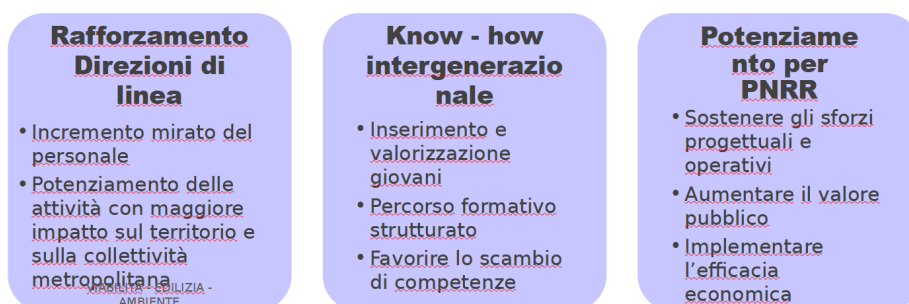 Rafforzamento
Direzioni di
linea
• Incremento mirato del
personale
• Potenziamento delle
attività con maggiore
impatto sul territorio e
sulla collettività
metropolitana
VIABILITÀ - EDILIZIA -
AMBIENTE
Know - how
intergenerazio
nale
• Inserimento e
valorizzazione
giovani
• Percorso formativo
strutturato
• Favorire lo scambio
di competenze
Potenziame
nto per
PNRR
• Sostenere gli sforzi
progettuali e
operativi
• Aumentare il valore
pubblico
• Implementare
l’efficacia
economica